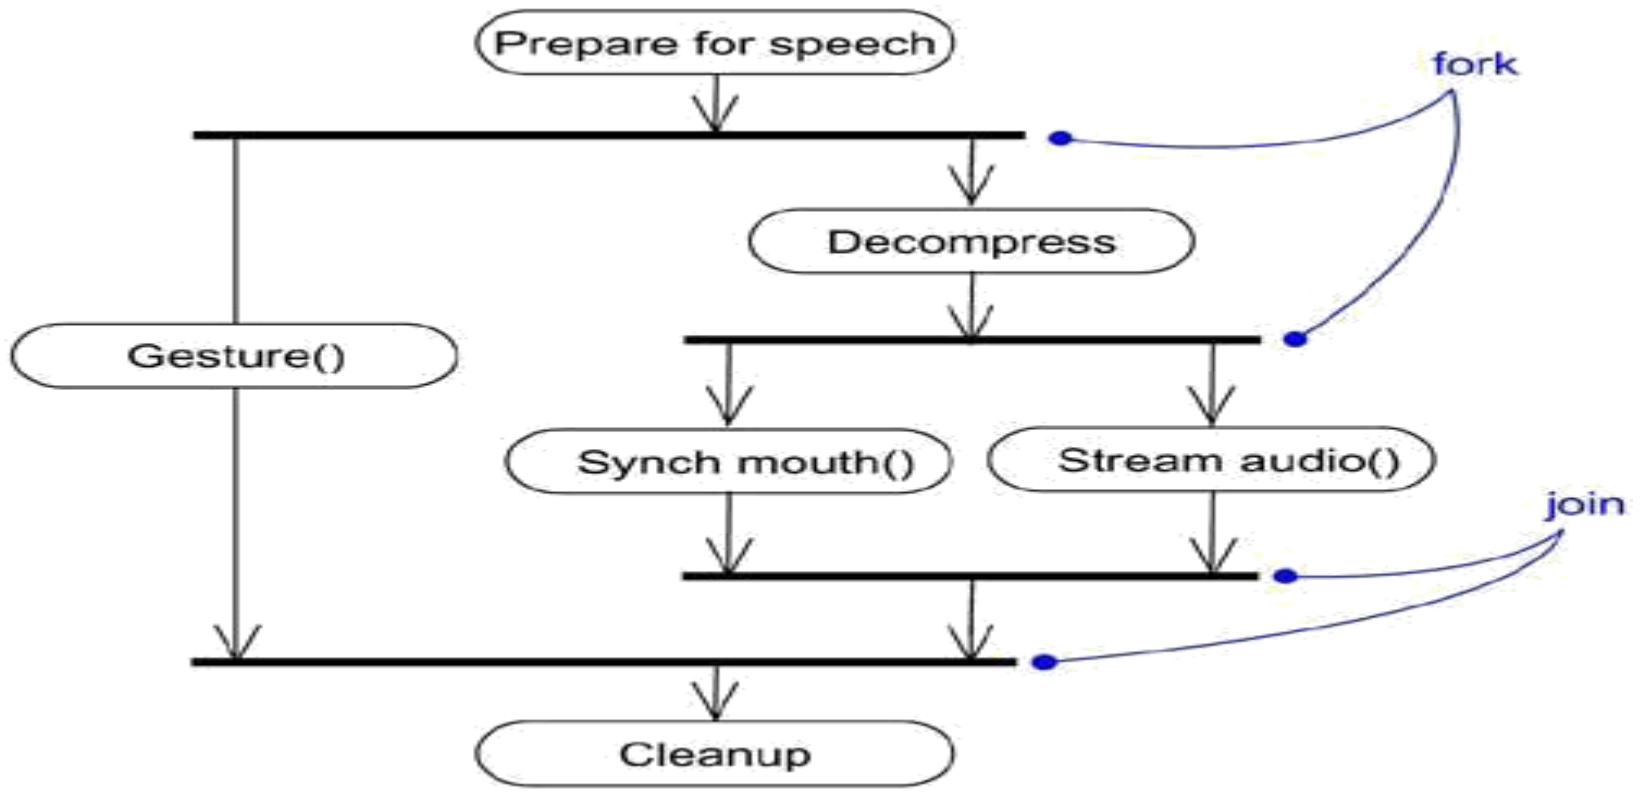 Prepare for speech
fork
Decompress
Gesture()
Synch mouth()
Stream audio()
join
Cleanup